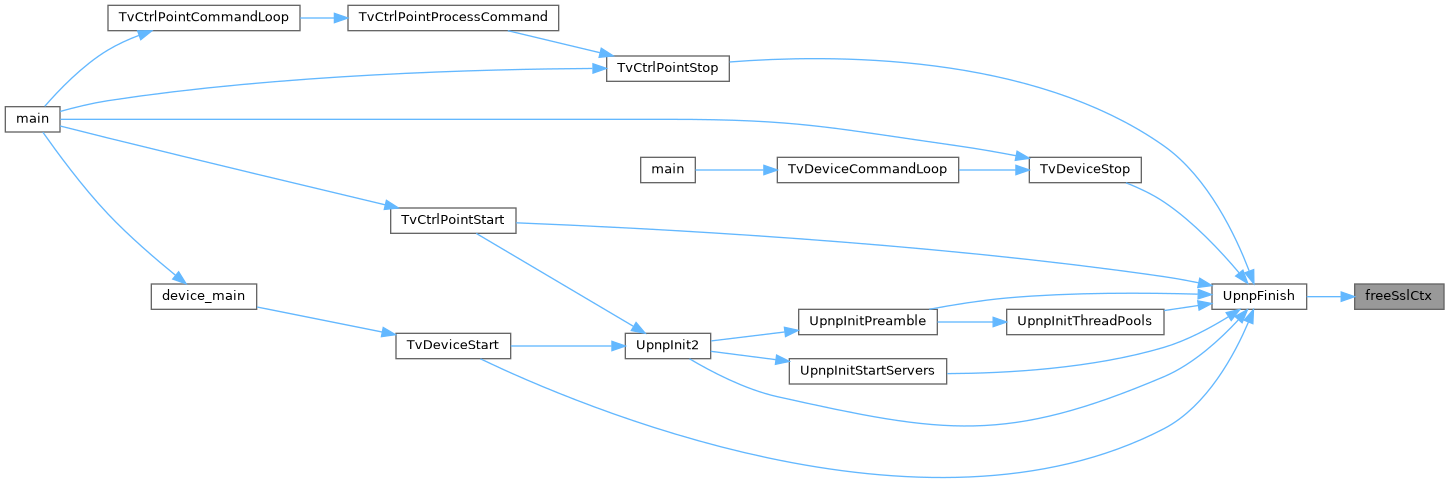 TvCtrlPointCommandLoop
TvCtrlPointProcessCommand
TvCtrlPointStop
main
main
TvDeviceCommandLoop
TvDeviceStop
TvCtrlPointStart
device_main
UpnpFinish
freeSslCtx
UpnpInitPreamble
UpnpInitThreadPools
TvDeviceStart
UpnpInit2
UpnpInitStartServers